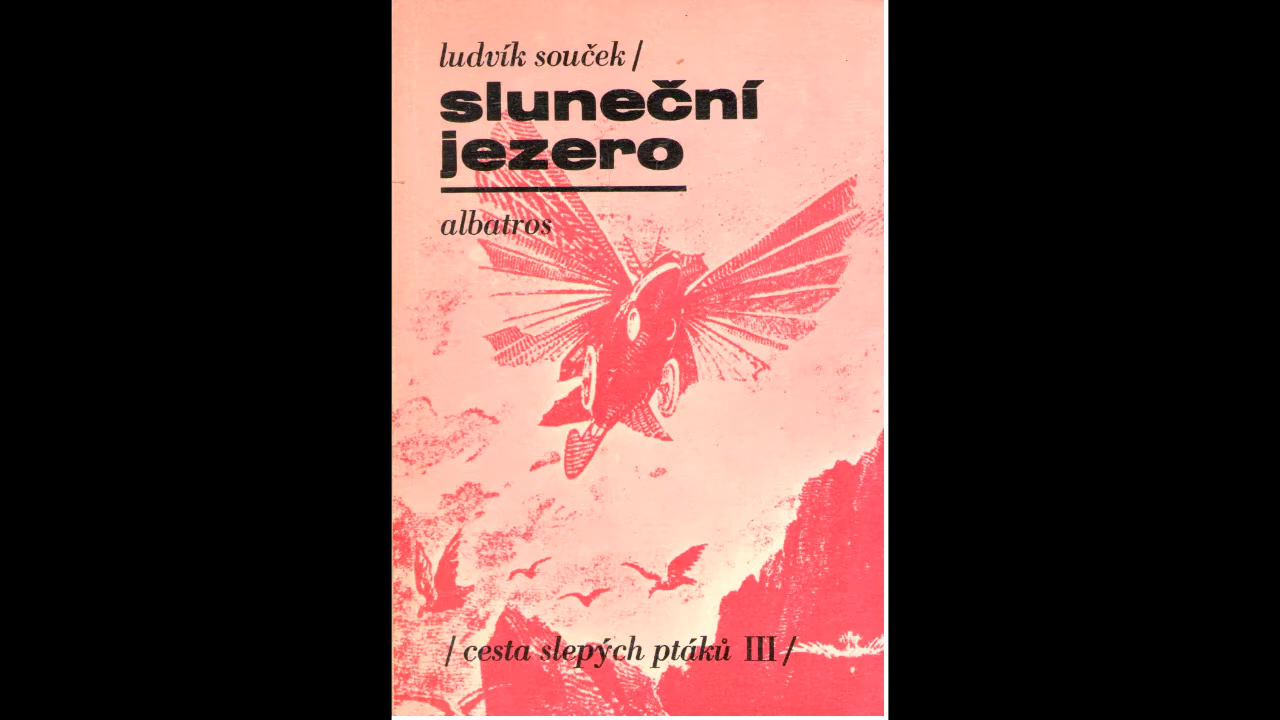 ludvík souček /
sluneční
jezero
albatros
/ cesta slepých ptáků III /